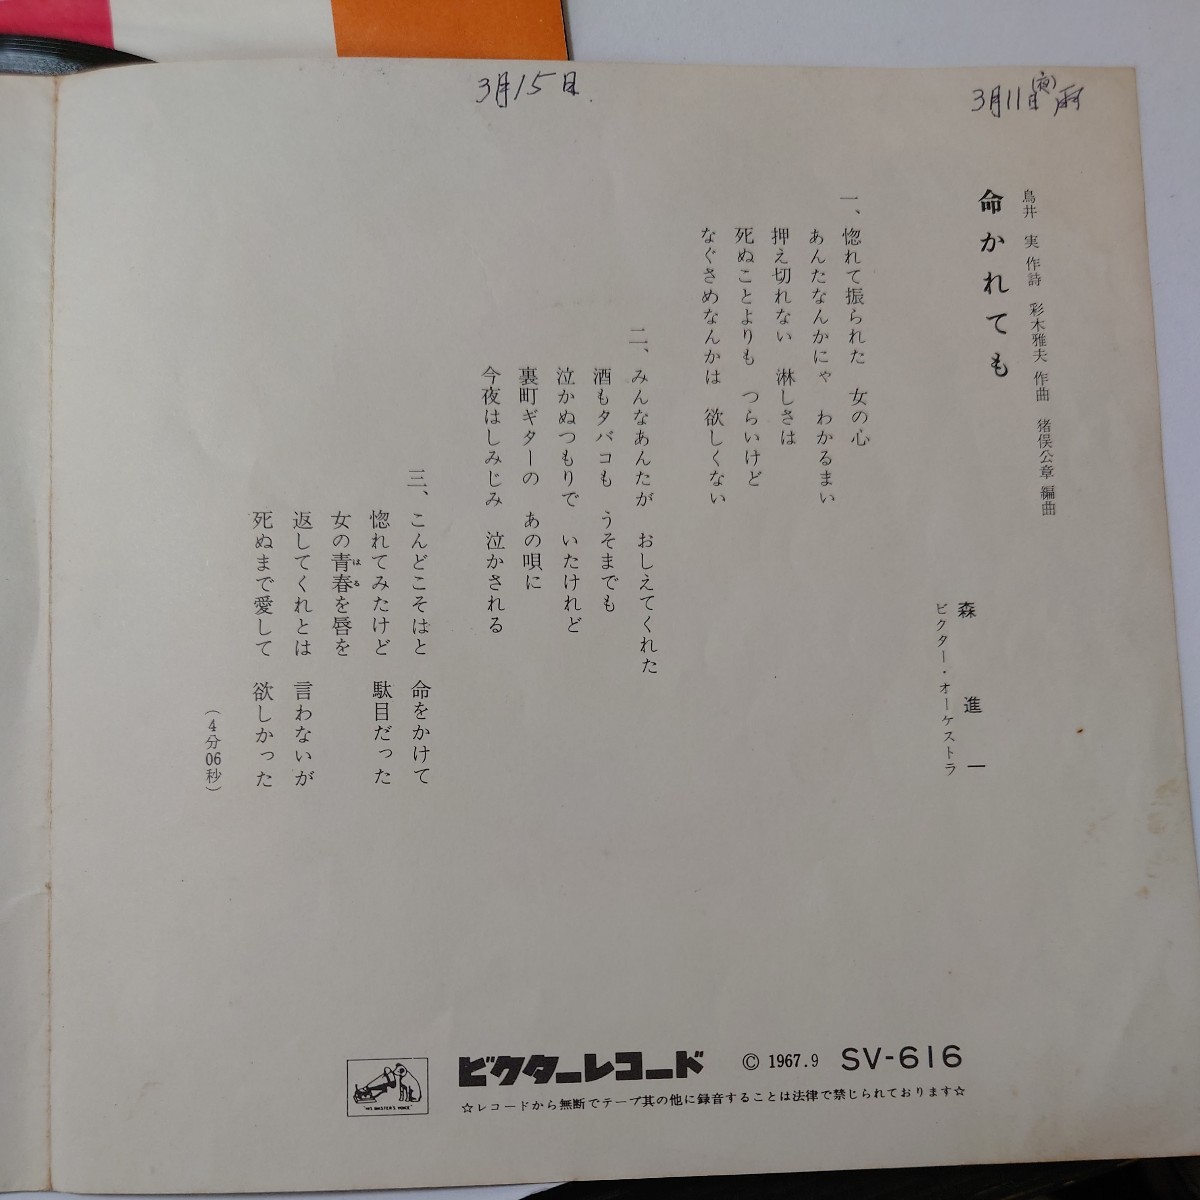 3月11日(夜)雨
3月15日.
鳥井 実 作詩 彩木雅夫 作曲 猪俣公章 編曲
命かれても
森 進一
ビクター・オーケストラ
一、惚れて振られた 女の心
あんたなんかにゃ わかるまい
押え切れない 淋しさは
死ぬことよりも つらいけど
なぐさめなんかは 欲しくない
二、みんなあんたが おしえてくれた
酒もタバコも うそまでも
泣かぬつもりで いたけれど
裏町ギターの あの唄に
今夜はしみじみ 泣かされる
三、こんどこそはと 命をかけて
惚れてみたけど 駄目だった
女の青春(はる)を唇を
返してくれとは 言わないが
死ぬまで愛して 欲しかった
(4分06秒)
"HIS MASTER'S VOICE"
ビクターレコード © 1967.9 SV-616
☆レコードから無断でテープ其の他に録音することは法律で禁じられております☆